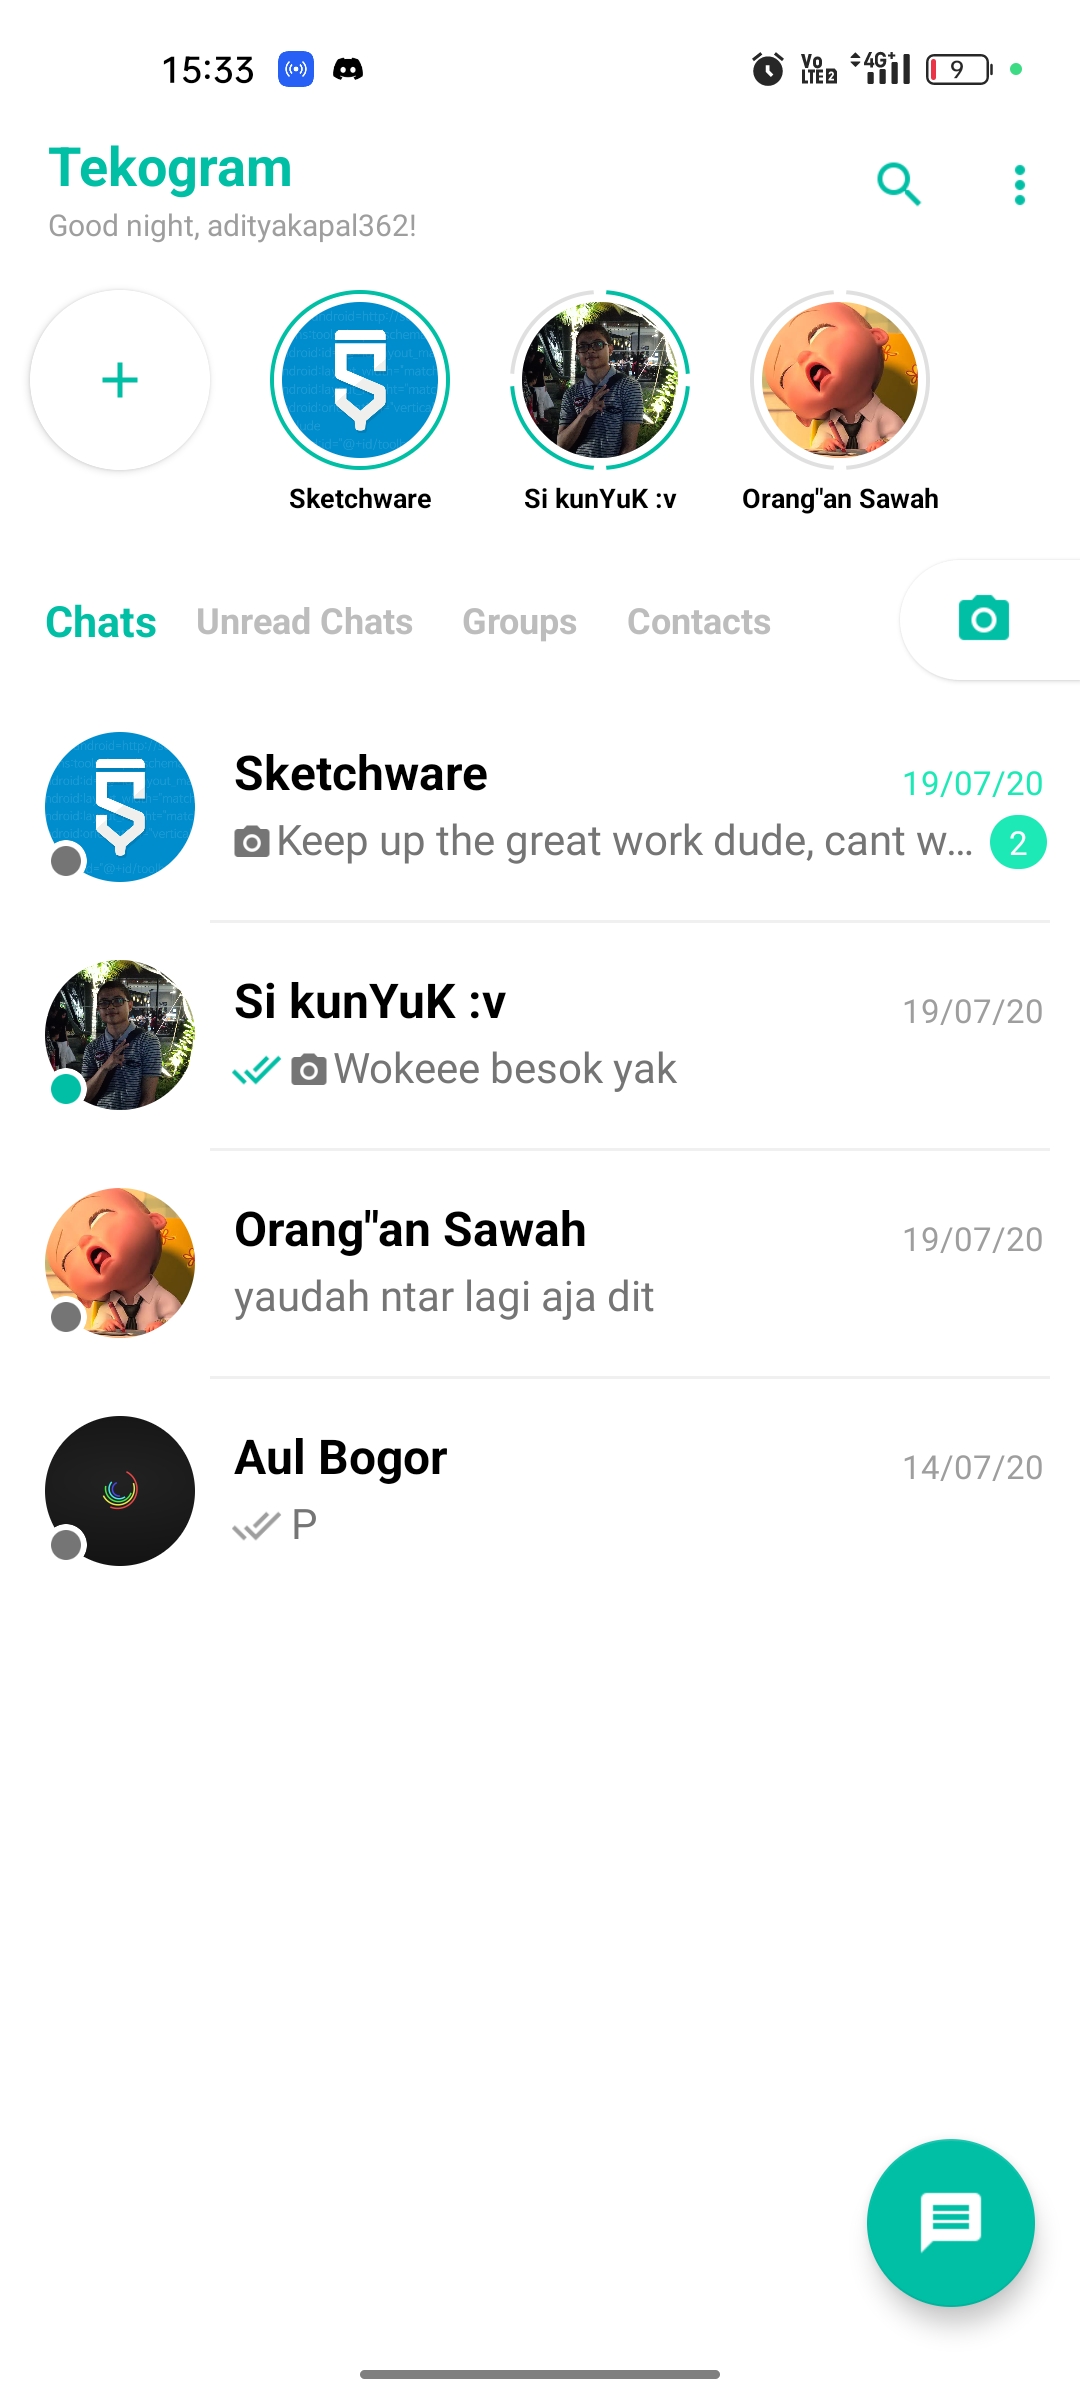 15:33
Vo LTE 2 4G+ 9
Tekogram
Good night, adityakapal362!
Sketchware
Si kunYuK :v
Orang"an Sawah
Chats Unread Chats Groups Contacts
Sketchware 19/07/20
Keep up the great work dude, cant w... 2
Si kunYuK :v 19/07/20
Wokeee besok yak
Orang"an Sawah 19/07/20
yaudah ntar lagi aja dit
Aul Bogor 14/07/20
P